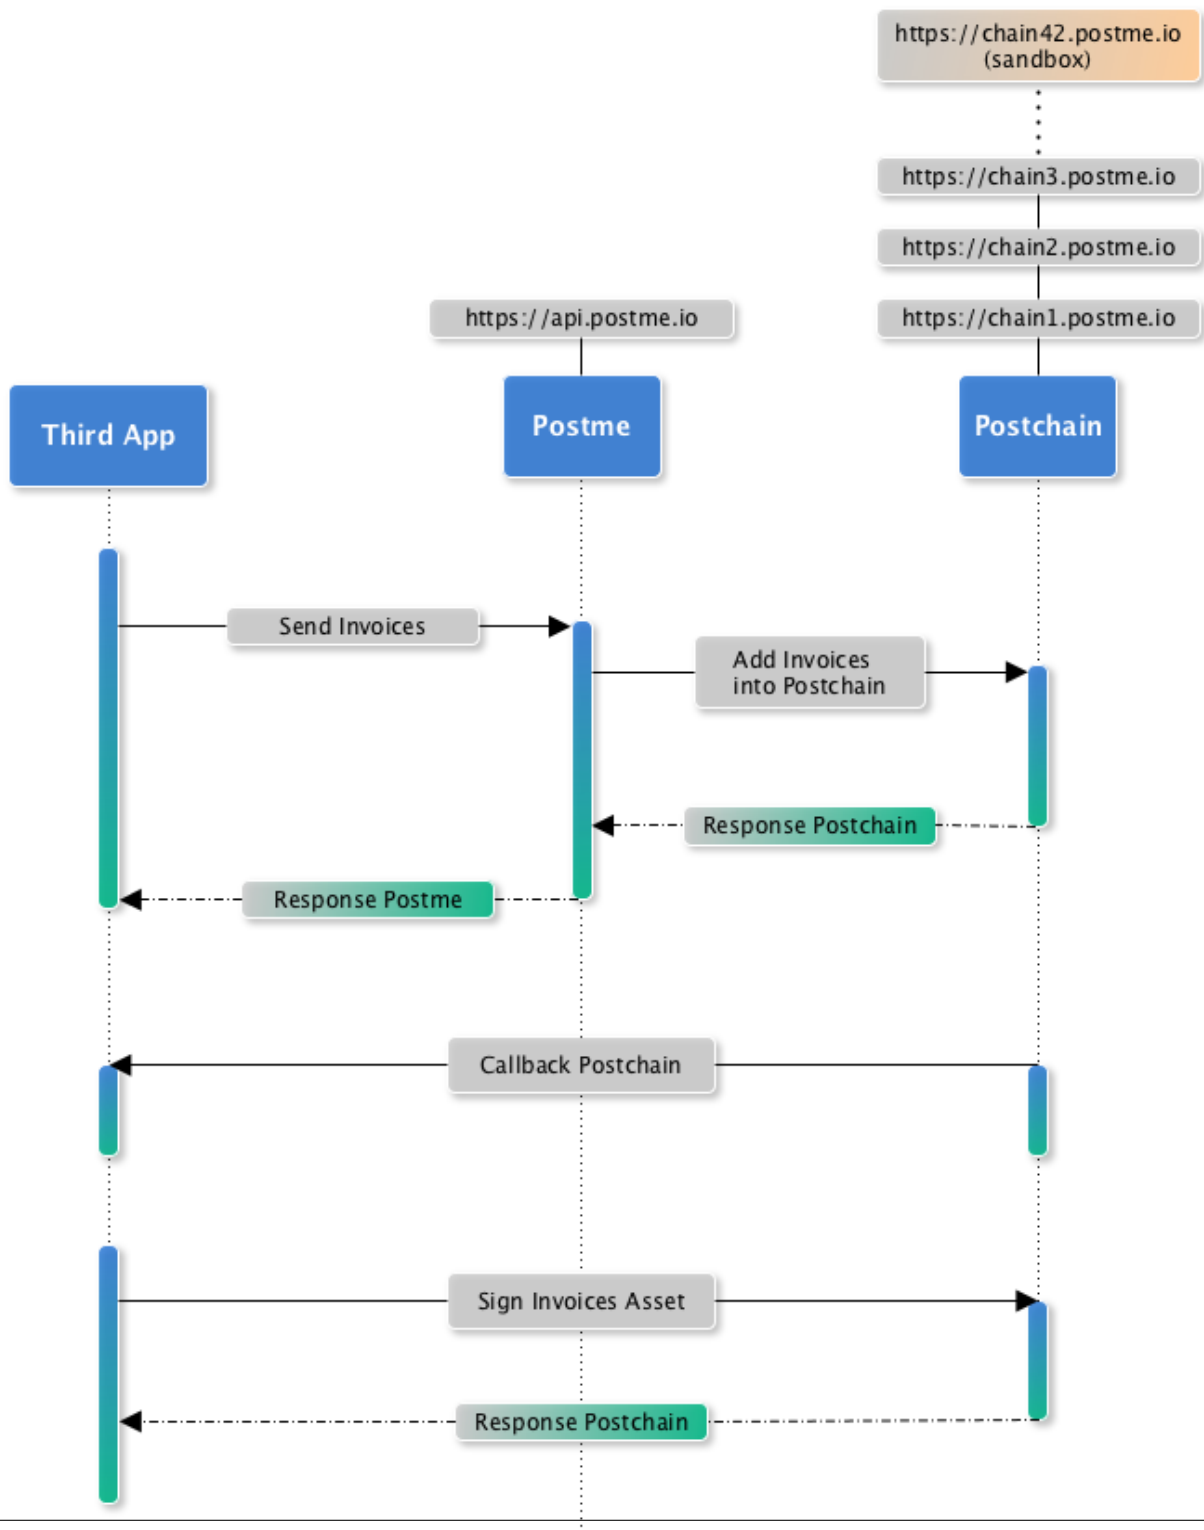 https://chain42.postme.io
(sandbox)
https://chain3.postme.io
https://chain2.postme.io
https://api.postme.io
https://chain1.postme.io
Third App
Postme
Postchain
Send Invoices
Add Invoices
into Postchain
Response Postchain
Response Postme
Callback Postchain
Sign Invoices Asset
Response Postchain